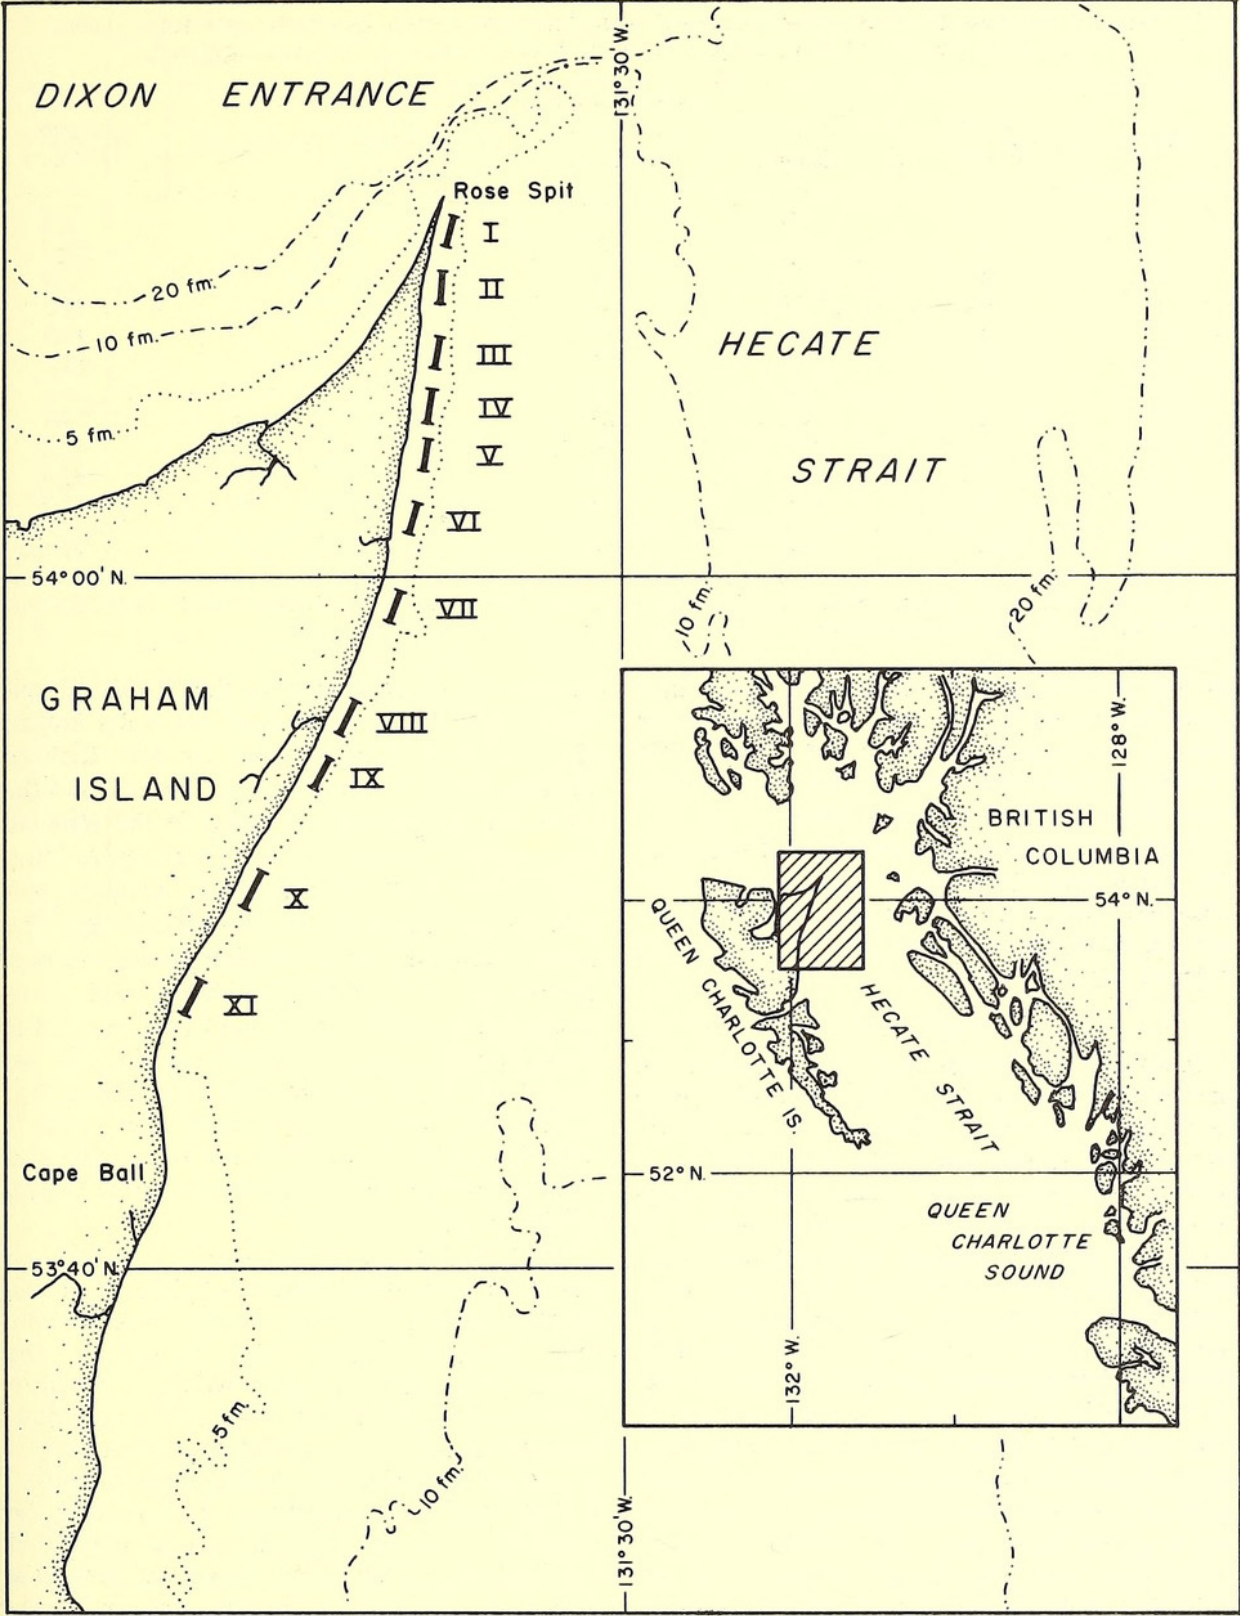 131° 30' W.
DIXON ENTRANCE
Rose Spit
I
II
20 fm.
10 fm.
HECATE
III
IV
5 fm.
V
STRAIT
VI
54° 00' N.
VII
10 fm.
20 fm.
GRAHAM
VIII
ISLAND
IX
X
XI
Cape Ball
53° 40' N.
5 fm.
10 fm.
131° 30' W.
128° W.
BRITISH
COLUMBIA
54° N.
QUEEN CHARLOTTE IS.
HECATE STRAIT
52° N.
QUEEN
CHARLOTTE
SOUND
132° W.